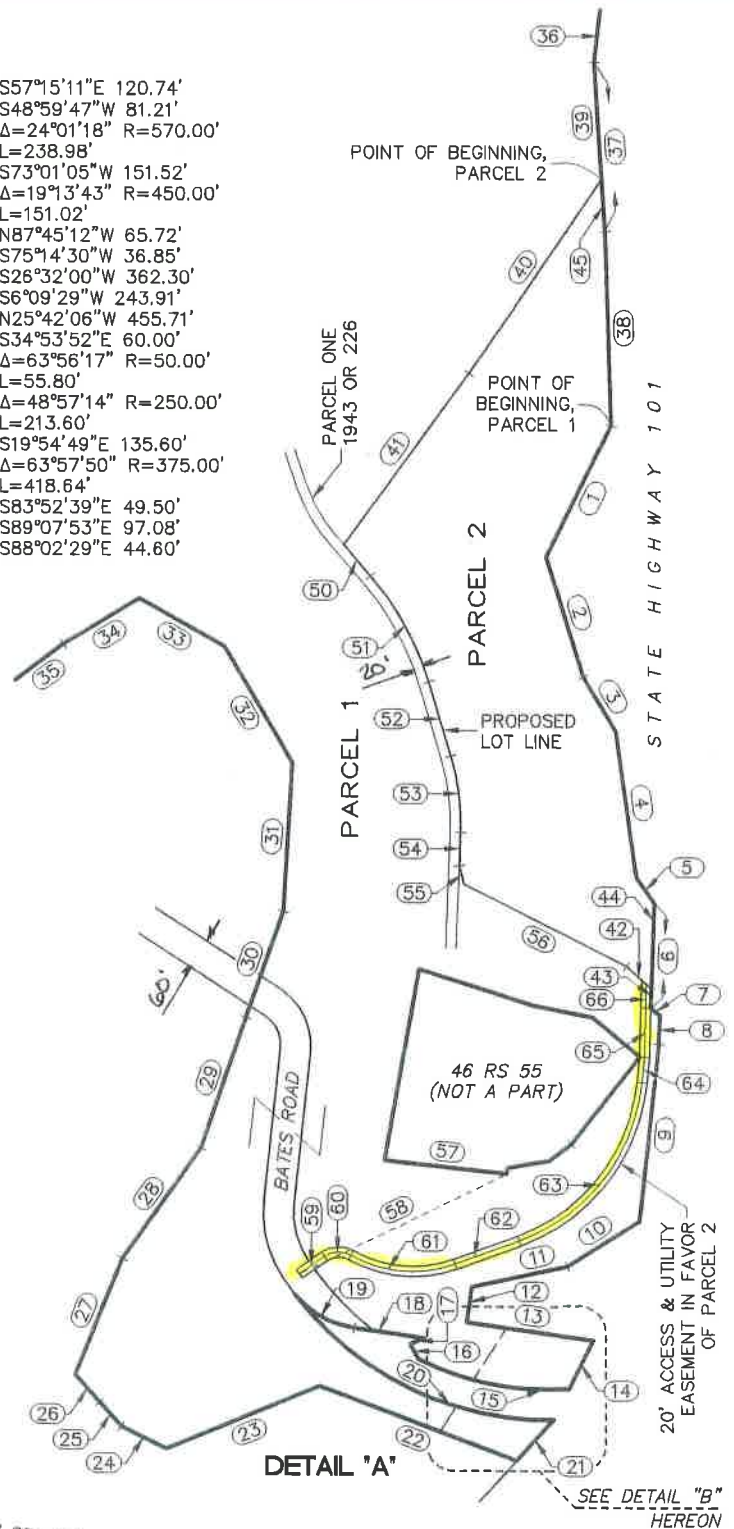 S57°15'11"E 120.74'
S48°59'47"W 81.21'
Δ=24°01'18" R=570.00'
L=238.98'
S73°01'05"W 151.52'
Δ=19°13'43" R=450.00'
L=151.02'
N87°45'12"W 65.72'
S75°14'30"W 36.85'
S26°32'00"W 362.30'
S6°09'29"W 243.91'
N25°42'06"W 455.71'
S34°53'52"E 60.00'
Δ=63°56'17" R=50.00'
L=55.80'
Δ=48°57'14" R=250.00'
L=213.60'
S19°54'49"E 135.60'
Δ=63°57'50" R=375.00'
L=418.64'
S83°52'39"E 49.50'
S89°07'53"E 97.08'
S88°02'29"E 44.60'
36
39
37
POINT OF BEGINNING,
PARCEL 2
45
40
38
PARCEL ONE
1943 OR 226
POINT OF
BEGINNING,
PARCEL 1
41
1
STATE HIGHWAY 101
50
2
PARCEL 2
51
20'
3
52
PROPOSED
LOT LINE
PARCEL 1
53
4
54
55
5
44
56
42
6
43
66
7
8
65
64
46 RS 55
(NOT A PART)
57
9
34
33
35
32
31
30
60'
29
BATES ROAD
28
58
63
59
60
61
62
10
11
27
19
18
17
12
13
16
20
15
14
20' ACCESS & UTILITY
EASEMENT IN FAVOR
OF PARCEL 2
26
25
24
23
22
21
DETAIL "A"
SEE DETAIL "B"
HEREON